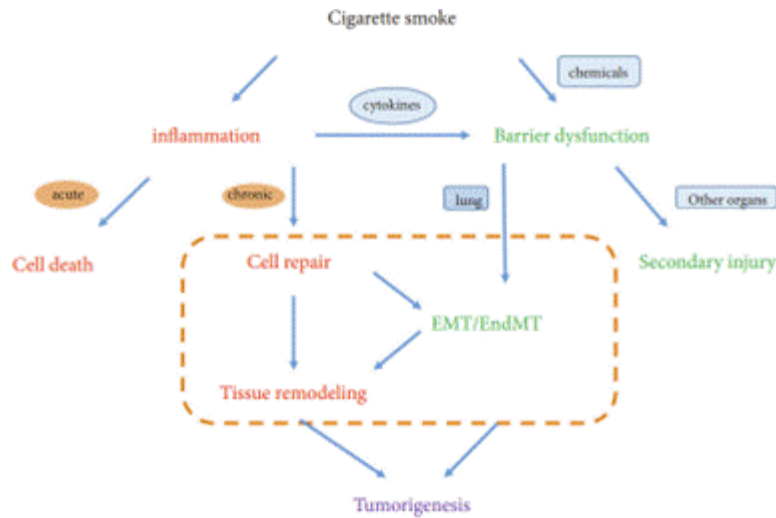 Cigarette smoke
chemicals
cytokines
inflammation
Barrier dysfunction
acute
chronic
lung
Other organs
Cell death
Cell repair
Secondary injury
EMT/EndMT
Tissue remodeling
Tumorigenesis